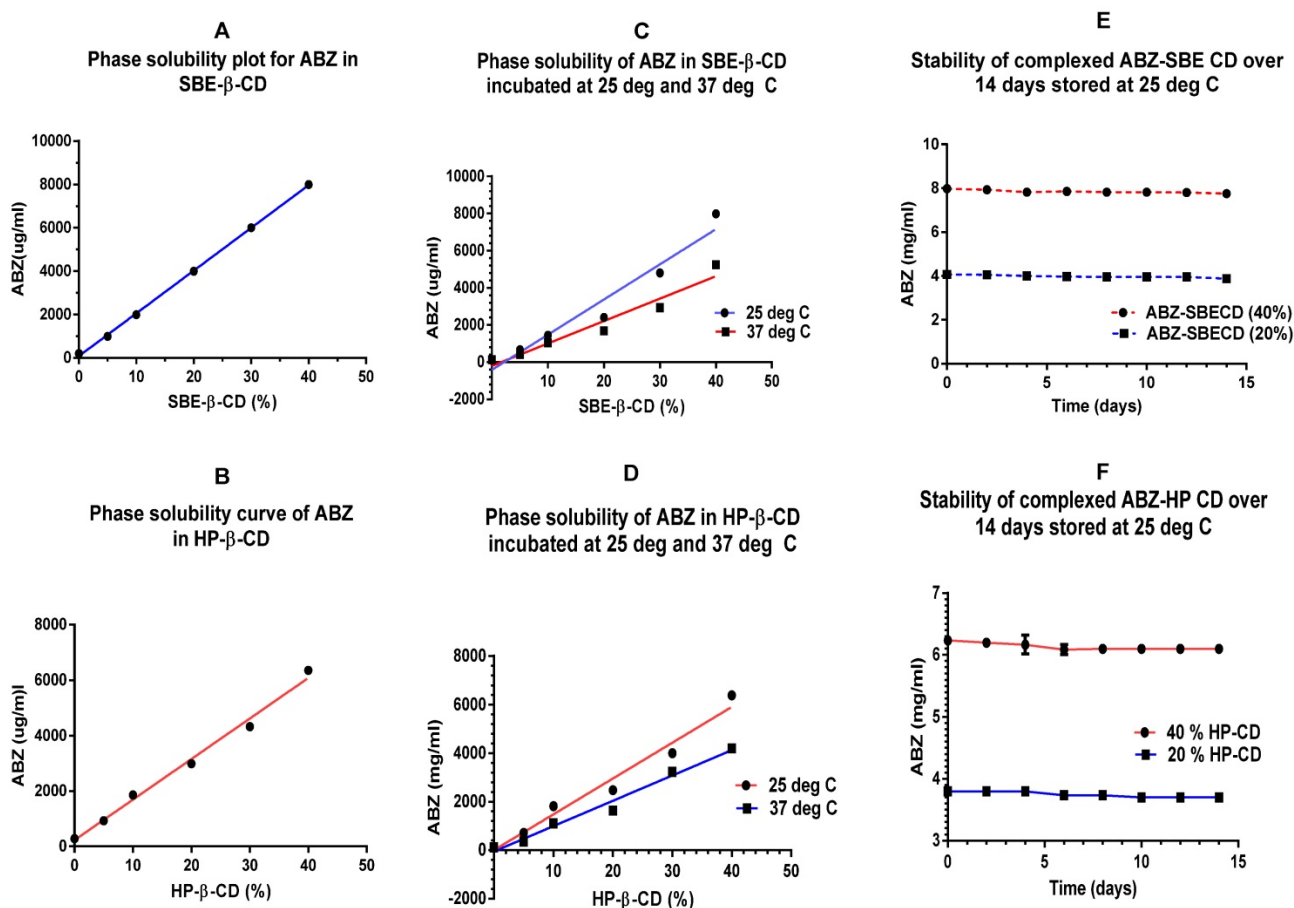 A
Phase solubility plot for ABZ in
SBE-β-CD
10000
8000
6000
4000
2000
0
ABZ(ug/ml)
0 10 20 30 40 50
SBE-β-CD (%)
B
Phase solubility curve of ABZ
in HP-β-CD
8000
6000
4000
2000
0
ABZ (ug/m)l
0 10 20 30 40 50
HP-β-CD (%)
C
Phase solubility of ABZ in SBE-β-CD
incubated at 25 deg and 37 deg C
10000
8000
6000
4000
2000
0
-2000
ABZ (ug/ml)
10 20 30 40 50
25 deg C
37 deg C
SBE-β-CD (%)
D
Phase solubility of ABZ in HP-β-CD
incubated at 25 deg and 37 deg C
8000
6000
4000
2000
0
-2000
ABZ (mg/ml)
10 20 30 40 50
25 deg C
37 deg C
HP-β-CD (%)
E
Stability of complexed ABZ-SBE CD over
14 days stored at 25 deg C
10
8
6
4
2
0
ABZ (mg/ml)
0 5 10 15
ABZ-SBECD (40%)
ABZ-SBECD (20%)
Time (days)
F
Stability of complexed ABZ-HP CD over
14 days stored at 25 deg C
7
6
5
4
3
ABZ (mg/ml)
0 5 10 15
40 % HP-CD
20 % HP-CD
Time (days)